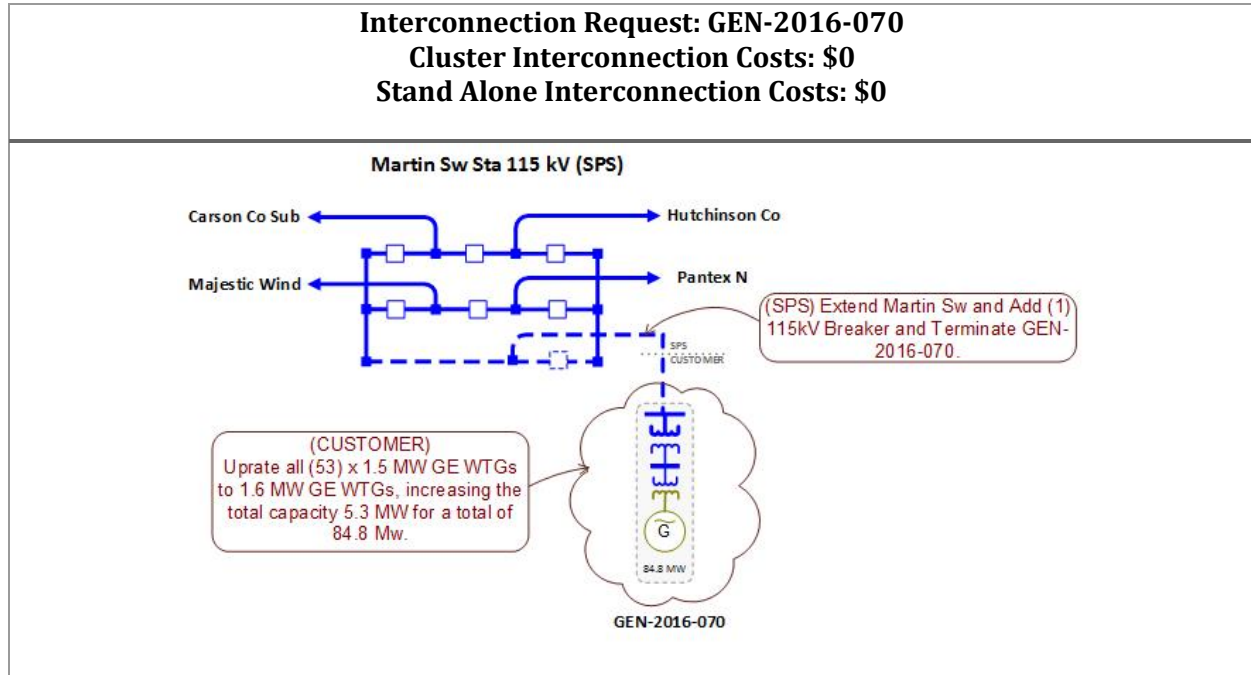 Interconnection Request: GEN-2016-070
Cluster Interconnection Costs: $0
Stand Alone Interconnection Costs: $0
Martin Sw Sta 115 kV (SPS)
Carson Co Sub
Hutchinson Co
Majestic Wind
Pantex N
(SPS) Extend Martin Sw and Add (1)
115kV Breaker and Terminate GEN-
2016-070.
SPS
CUSTOMER
(CUSTOMER)
Uprate all (53) x 1.5 MW GE WTGs
to 1.6 MW GE WTGs, increasing the
total capacity 5.3 MW for a total of
84.8 Mw.
G
84.8 MW
GEN-2016-070